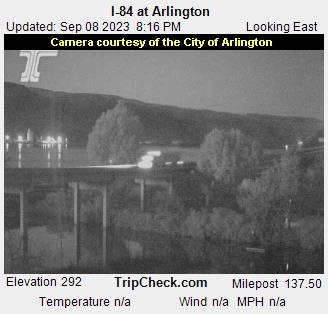 I-84 at Arlington
Updated: Sep 08 2023 8:16 PM Looking East
Camera courtesy of the City of Arlington
Elevation 292 TripCheck.com Milepost 137.50
Temperature n/a Wind n/a MPH n/a